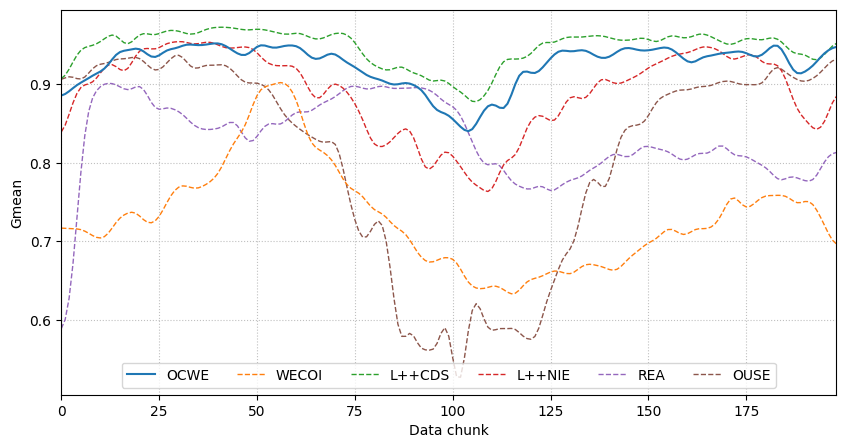 Gmean
0.9
0.8
0.7
0.6
OCWE WECOI L++CDS L++NIE REA OUSE
0 25 50 75 100 125 150 175
Data chunk